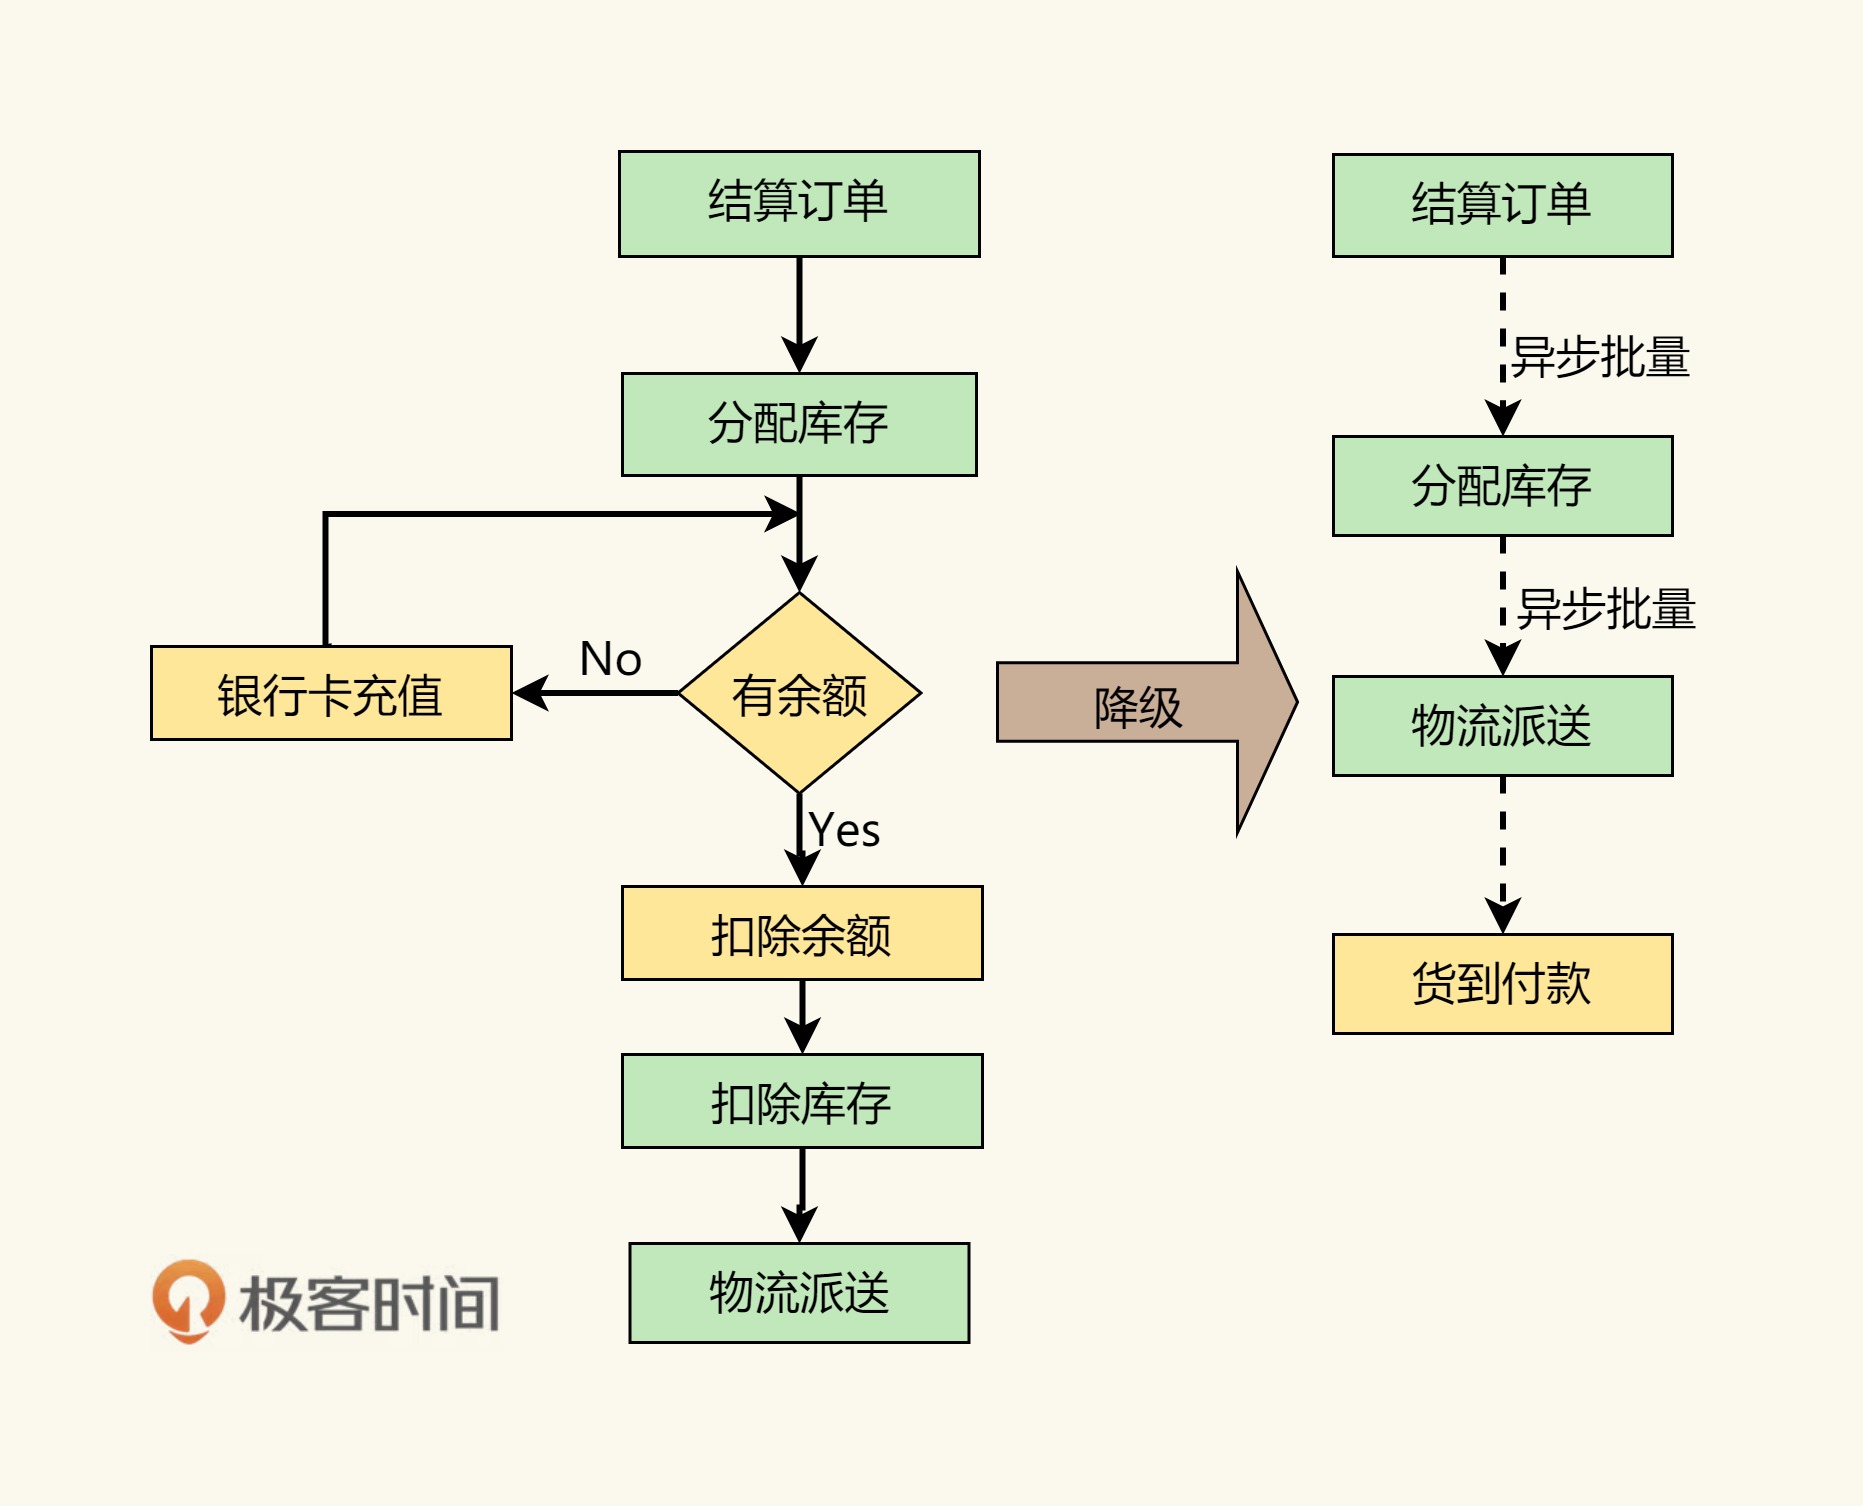 结算订单
分配库存
有余额
No
银行卡充值
Yes
扣除余额
扣除库存
物流派送
降级
结算订单
异步批量
分配库存
异步批量
物流派送
货到付款
极客时间